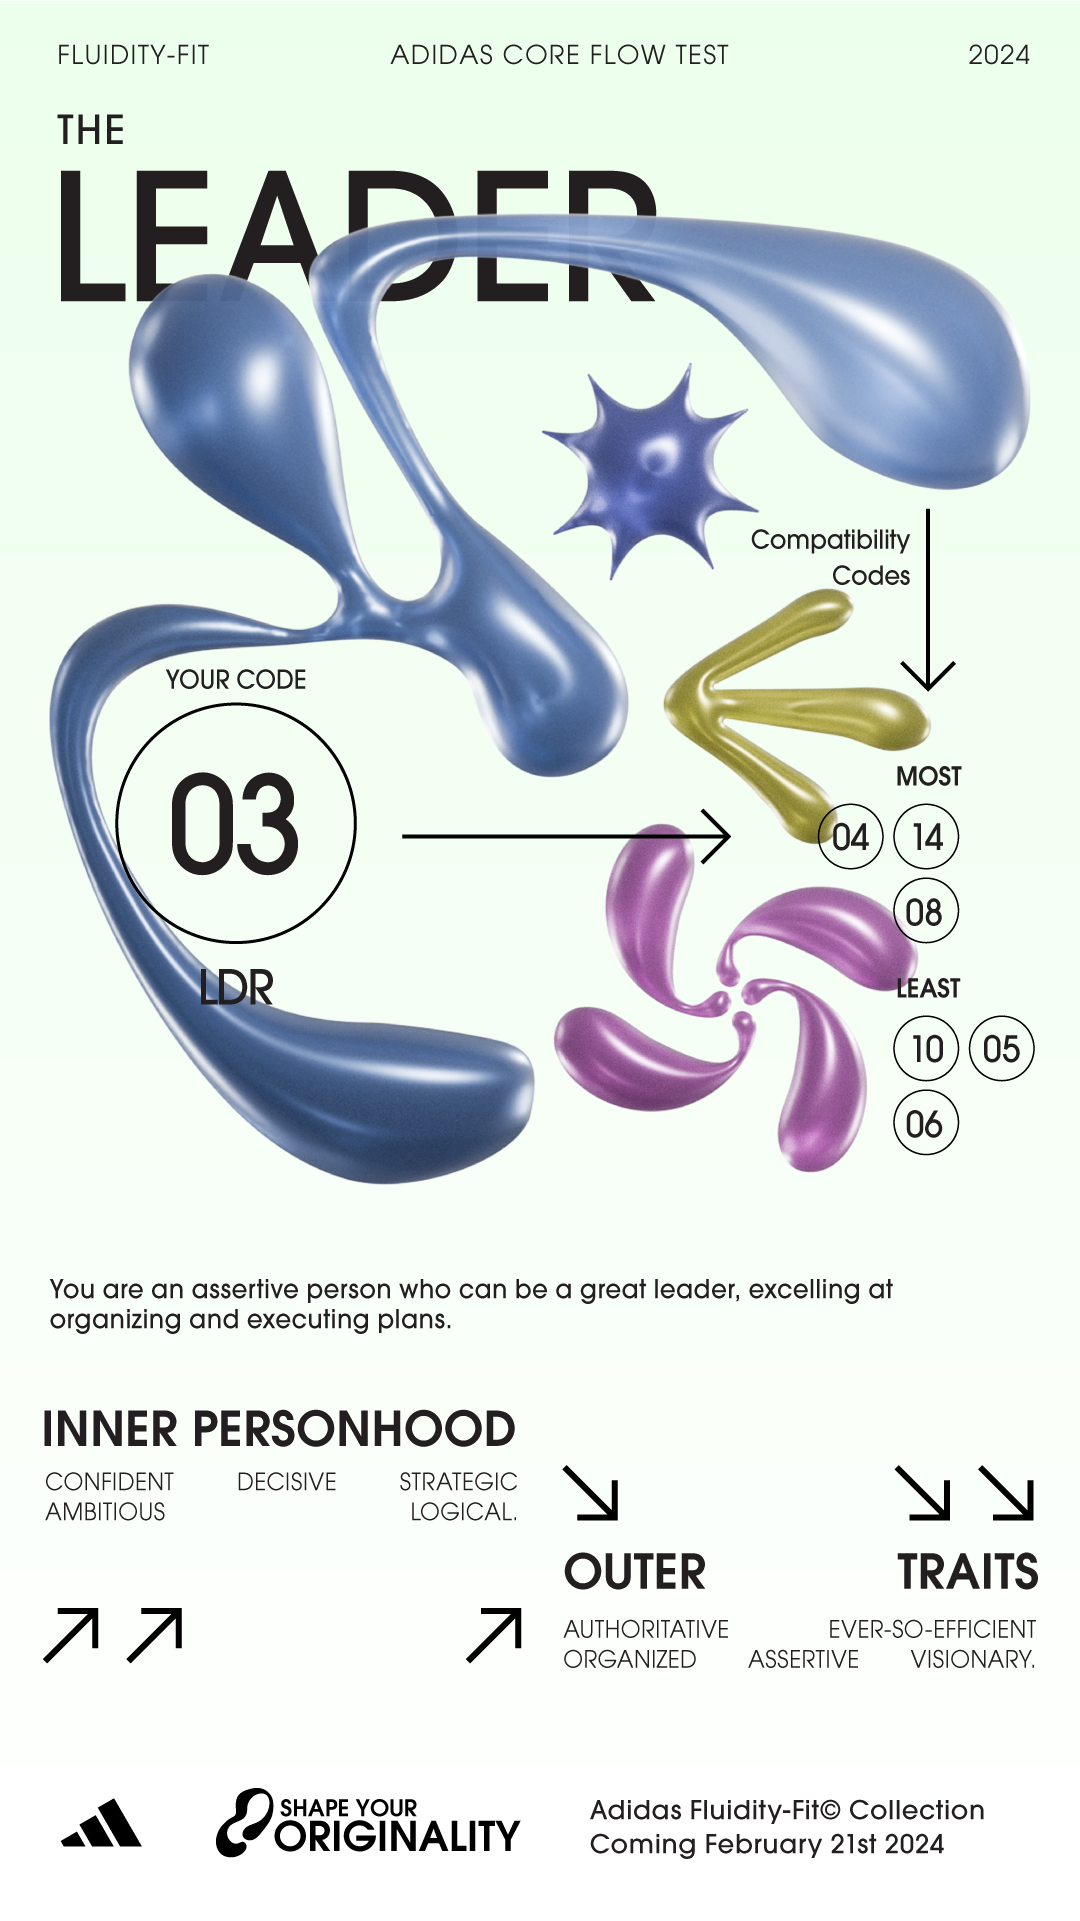 FLUIDITY-FIT ADIDAS CORE FLOW TEST 2024
THE
LEADER
Compatibility
Codes
YOUR CODE
03
LDR
MOST
04 14
08
LEAST
10 05
06
You are an assertive person who can be a great leader, excelling at
organizing and executing plans.
INNER PERSONHOOD
CONFIDENT DECISIVE STRATEGIC
AMBITIOUS LOGICAL.
OUTER TRAITS
AUTHORITATIVE EVER-SO-EFFICIENT
ORGANIZED ASSERTIVE VISIONARY.
SHAPE YOUR
ORIGINALITY
Adidas Fluidity-Fit© Collection
Coming February 21st 2024